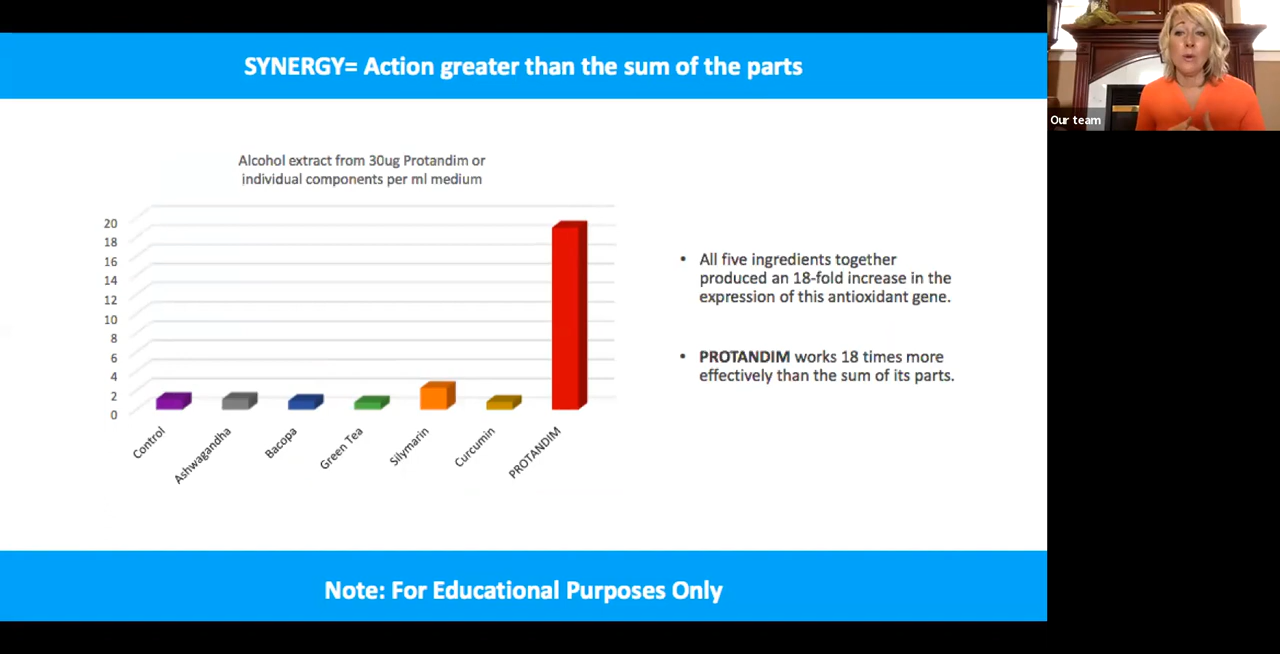 SYNERGY= Action greater than the sum of the parts
Our team
Alcohol extract from 30ug Protandim or
individual components per ml medium
20
18
16
14
12
10
8
6
4
2
0
Control
Ashwagandha
Bacopa
Green Tea
Silymarin
Curcumin
PROTANDIM
• All five ingredients together
produced an 18-fold increase in the
expression of this antioxidant gene.
• PROTANDIM works 18 times more
effectively than the sum of its parts.
Note: For Educational Purposes Only